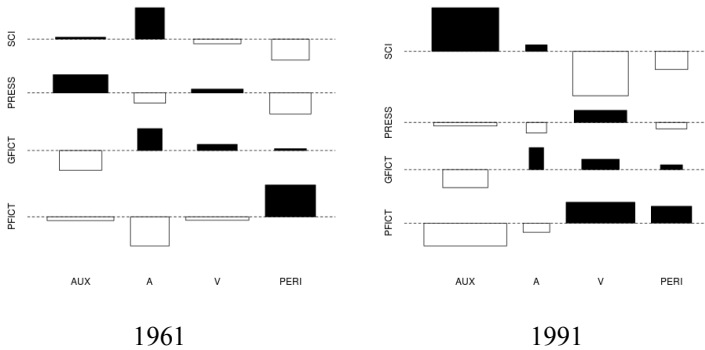 SCI
PRESS
GFICT
PFICT
AUX A V PERI
1961
SCI
PRESS
GFICT
PFICT
AUX A V PERI
1991